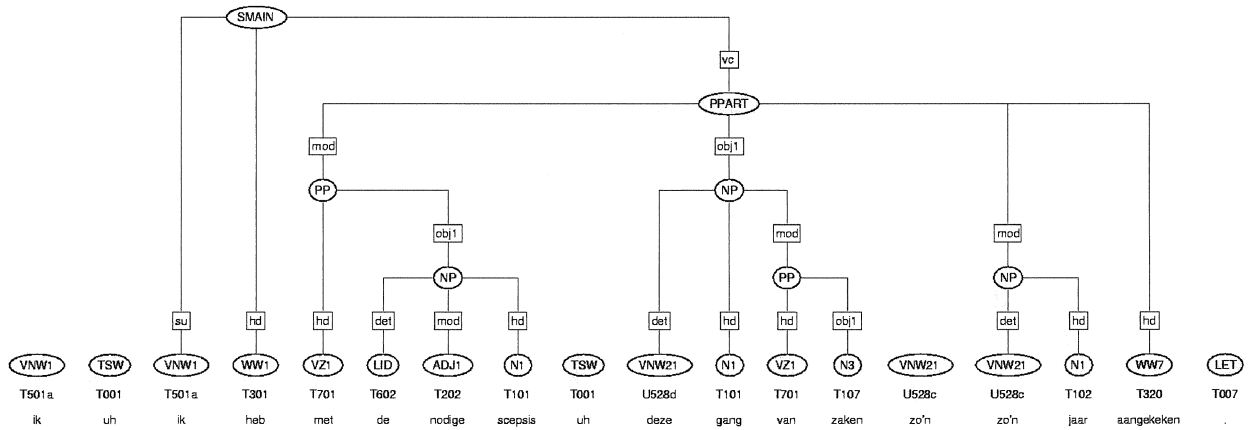 SMAIN
vc
PPART
mod obj1
PP NP
obj1 mod mod
NP PP NP
su hd hd det mod hd det hd hd obj1 det hd hd
VNW1 TSW VNW1 WW1 VZ1 LID ADJ1 N1 TSW VNW21 N1 VZ1 N3 VNW21 VNW21 N1 WW7 LET
T501a T001 T501a T301 T701 T602 T202 T101 T001 U528d T101 T701 T107 U528c U528c T102 T320 T007
ik uh ik heb met de nodige scepsis uh deze gang van zaken zo'n zo'n jaar aangekeken .